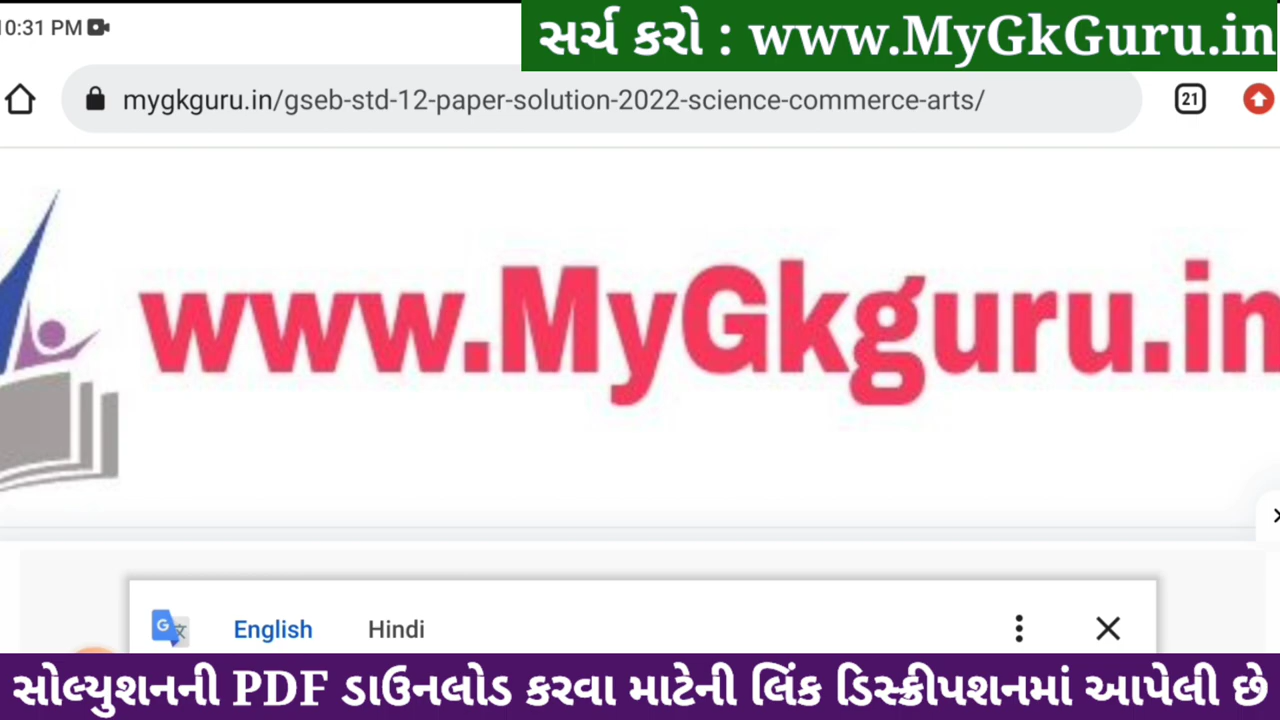 10:31 PM
સર્ચ કરો : www.MyGkGuru.in
mygkguru.in/gseb-std-12-paper-solution-2022-science-commerce-arts/
21
www.MyGkguru.in
English Hindi
સોલ્યુશનની PDF ડાઉનલોડ કરવા માટેની લિંક ડિસ્ક્રીપશનમાં આપેલી છે